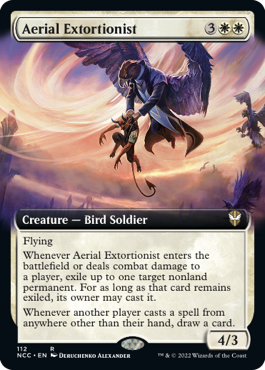 Aerial Extortionist 3
Creature — Bird Soldier
Flying
Whenever Aerial Extortionist enters the
battlefield or deals combat damage to
a player, exile up to one target nonland
permanent. For as long as that card remains
exiled, its owner may cast it.
Whenever another player casts a spell from
anywhere other than their hand, draw a card.
4/3
112 R
NCC • EN DERUCHENKO ALEXANDER ™ & © 2022 Wizards of the Coast